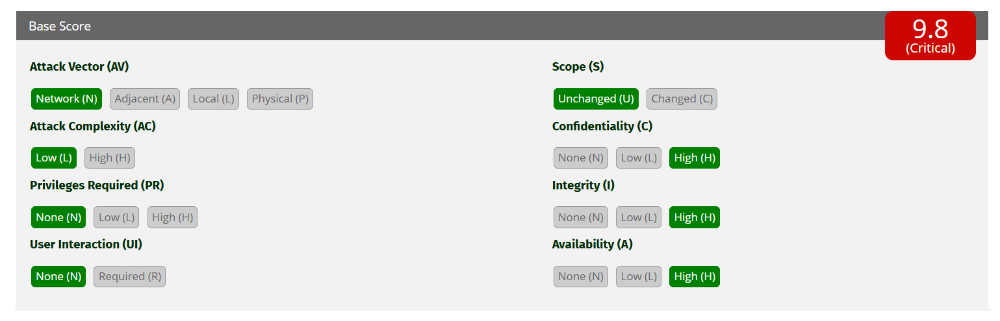 Base Score
9.8
(Critical)
Attack Vector (AV)
Network (N) Adjacent (A) Local (L) Physical (P)
Attack Complexity (AC)
Low (L) High (H)
Privileges Required (PR)
None (N) Low (L) High (H)
User Interaction (UI)
None (N) Required (R)
Scope (S)
Unchanged (U) Changed (C)
Confidentiality (C)
None (N) Low (L) High (H)
Integrity (I)
None (N) Low (L) High (H)
Availability (A)
None (N) Low (L) High (H)